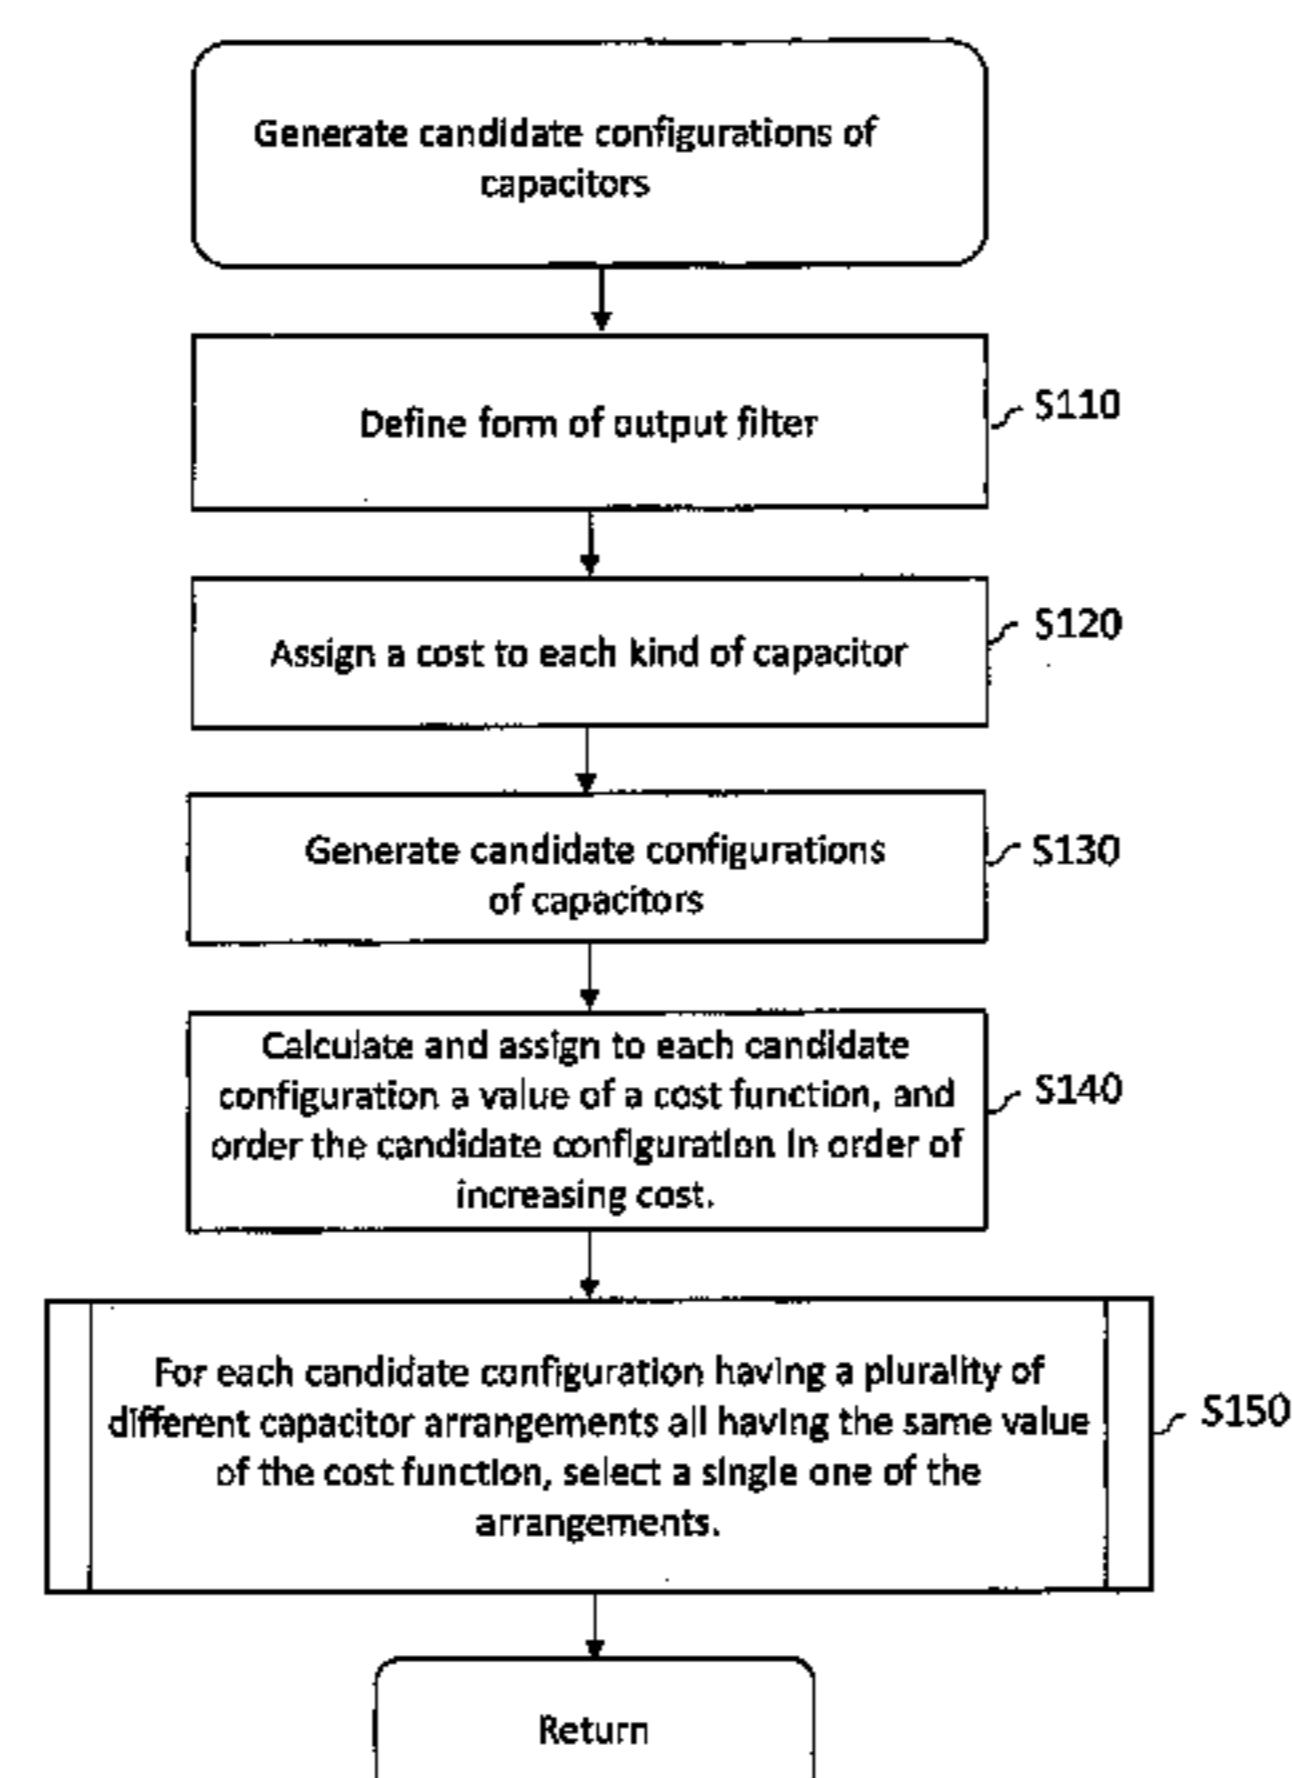 Generate candidate configurations of
capacitors
Define form of output filter
S110
Assign a cost to each kind of capacitor
S120
Generate candidate configurations
of capacitors
S130
Calculate and assign to each candidate
configuration a value of a cost function, and
order the candidate configuration in order of
increasing cost.
S140
For each candidate configuration having a plurality of
different capacitor arrangements all having the same value
of the cost function, select a single one of the
arrangements.
S150
Return